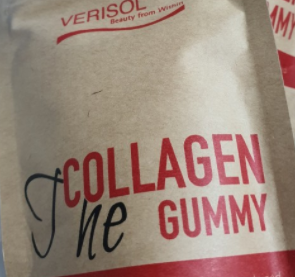 VERISOL
Beauty from Within
The COLLAGEN
GUMMY